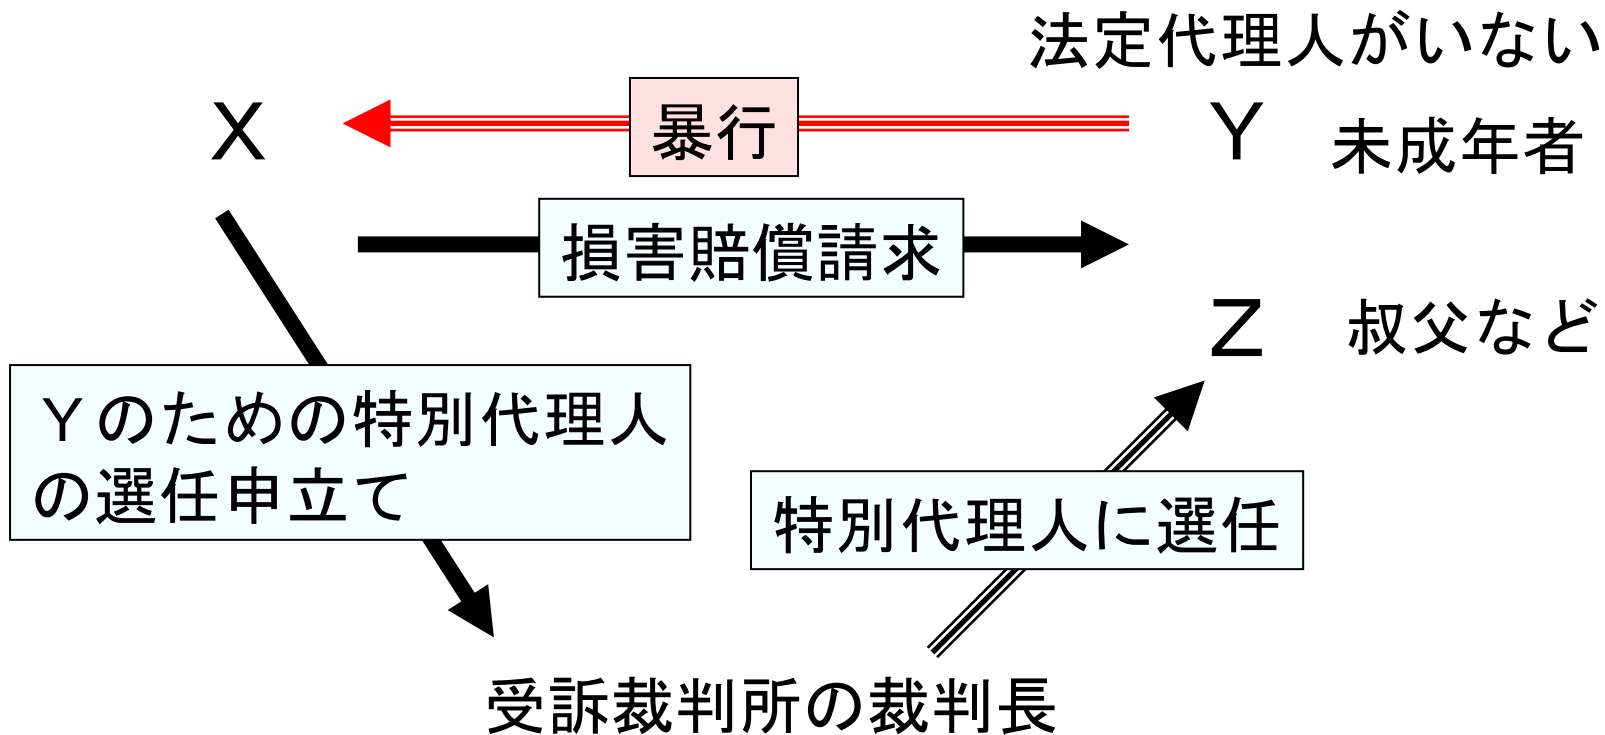 法定代理人がいない
X
暴行
Y
未成年者
損害賠償請求
Z
叔父など
Yのための特別代理人
の選任申立て
特別代理人に選任
受訴裁判所の裁判長